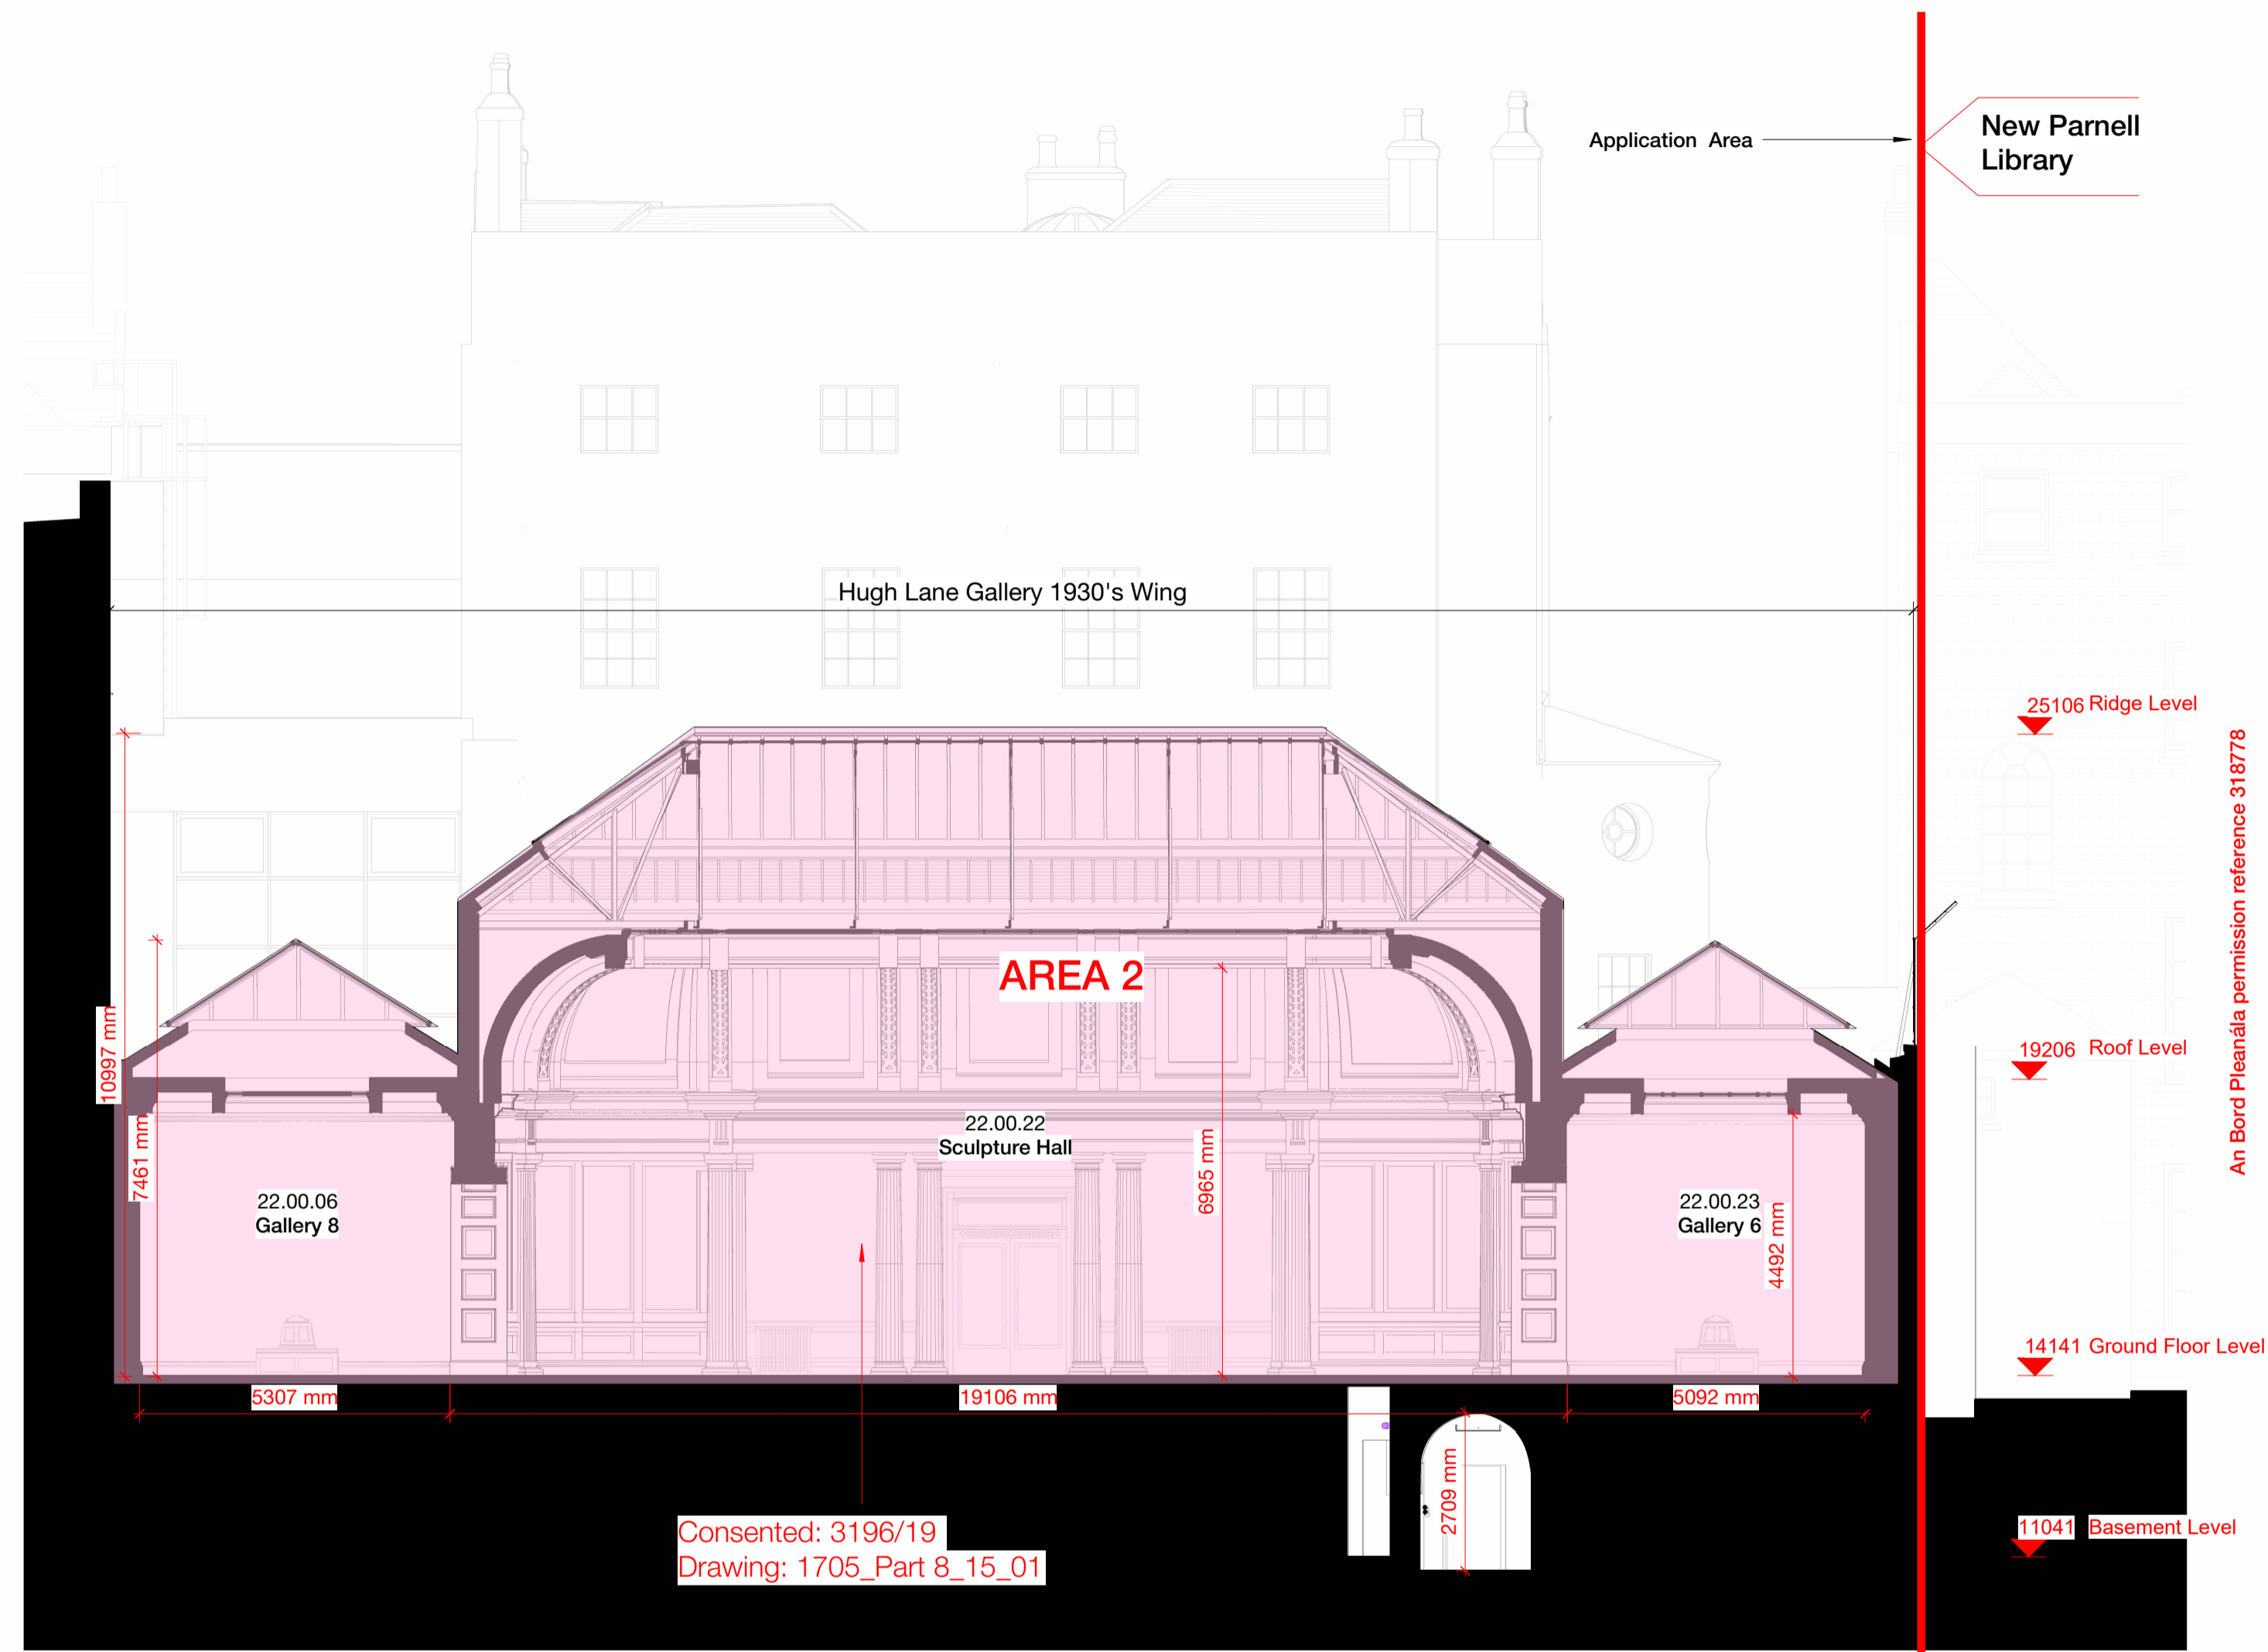 Application Area
New Parnell
Library
Hugh Lane Gallery 1930's Wing
25106 Ridge Level
An Bord Pleanála permission reference 318778
AREA 2
10997 mm
19206 Roof Level
7461 mm
22.00.22
Sculpture Hall
6965 mm
22.00.06
Gallery 8
22.00.23
Gallery 6
4492 mm
14141 Ground Floor Level
5307 mm
19106 mm
5092 mm
2709 mm
Consented: 3196/19
Drawing: 1705_Part 8_15_01
11041 Basement Level